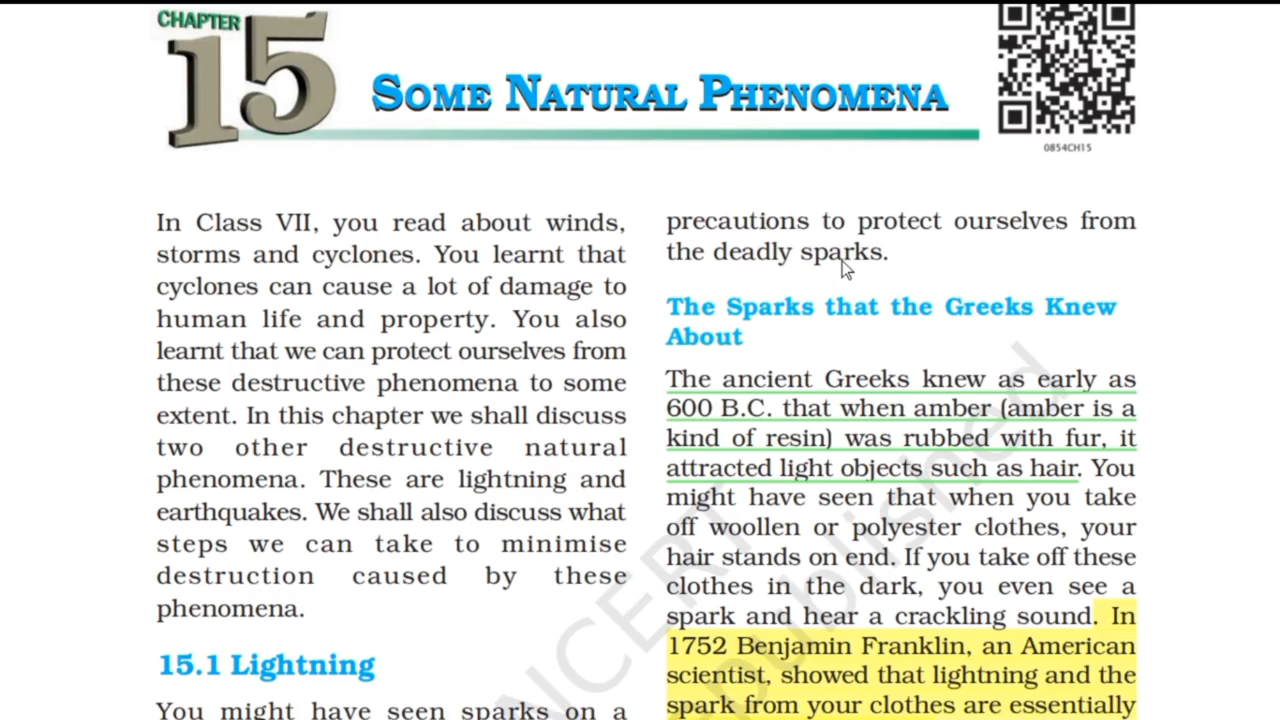 CHAPTER
15
SOME NATURAL PHENOMENA
0854CH15
In Class VII, you read about winds,
storms and cyclones. You learnt that
cyclones can cause a lot of damage to
human life and property. You also
learnt that we can protect ourselves from
these destructive phenomena to some
extent. In this chapter we shall discuss
two other destructive natural
phenomena. These are lightning and
earthquakes. We shall also discuss what
steps we can take to minimise
destruction caused by these
phenomena.
15.1 Lightning
You might have seen sparks on a
precautions to protect ourselves from
the deadly sparks.
The Sparks that the Greeks Knew
About
The ancient Greeks knew as early as
600 B.C. that when amber (amber is a
kind of resin) was rubbed with fur, it
attracted light objects such as hair. You
might have seen that when you take
off woollen or polyester clothes, your
hair stands on end. If you take off these
clothes in the dark, you even see a
spark and hear a crackling sound. In
1752 Benjamin Franklin, an American
scientist, showed that lightning and the
spark from your clothes are essentially
NCERT
published